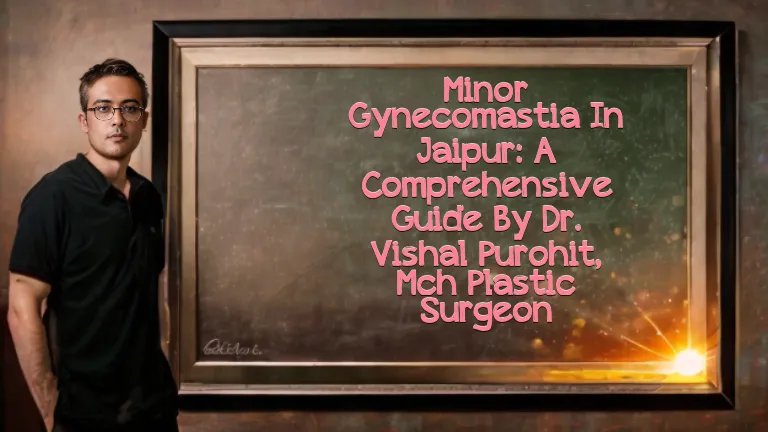 Minor
Gynecomastia In
Jaipur: A
Comprehensive
Guide By Dr.
Vishal Purohit,
Mch Plastic
Surgeon